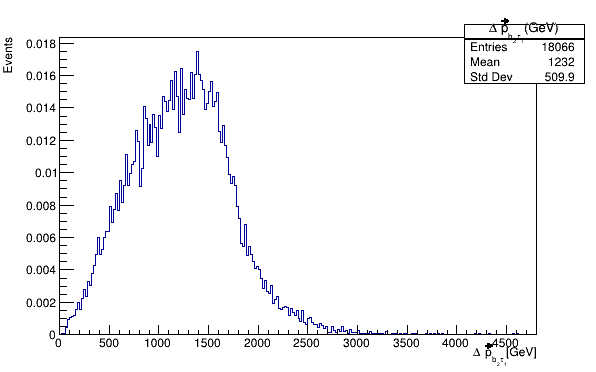 Δ p⃗ b₂τ₁ (GeV)
Entries 18066
Mean 1232
Std Dev 509.9
Events
0.018
0.016
0.014
0.012
0.01
0.008
0.006
0.004
0.002
0
0 500 1000 1500 2000 2500 3000 3500 4000 4500
Δ p⃗ b₂τ₁ [GeV]